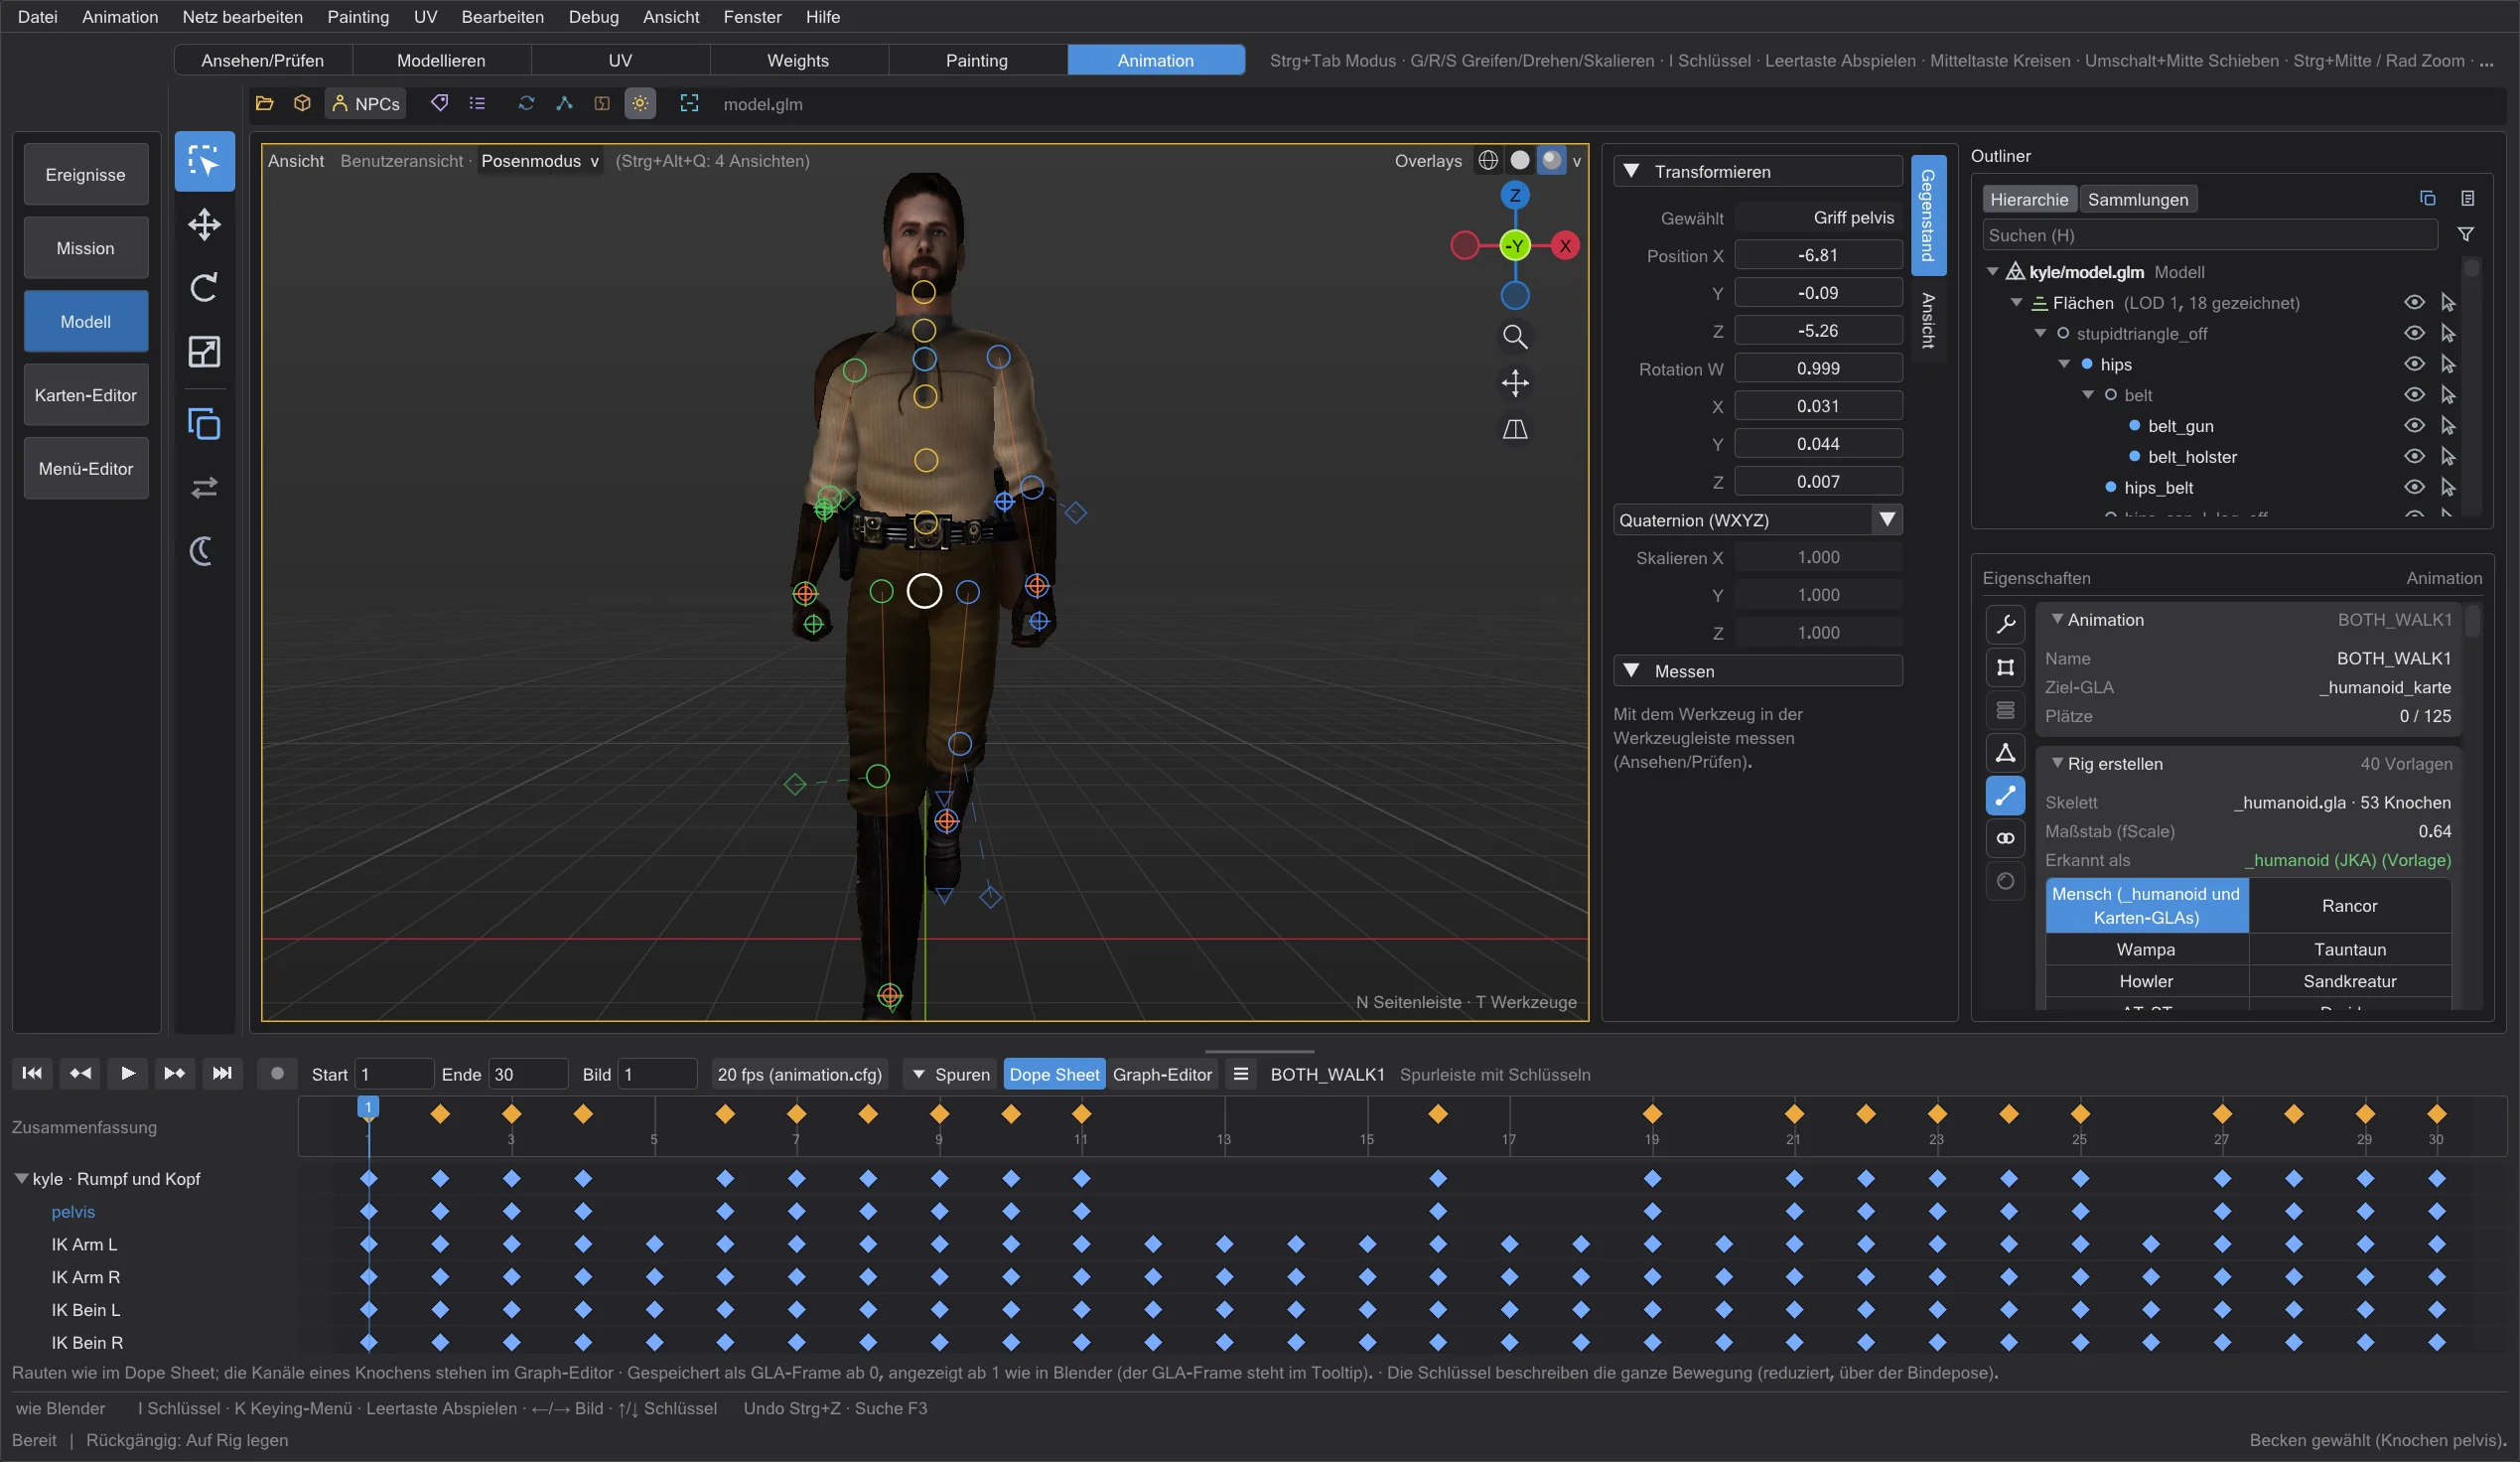 Datei Animation Netz bearbeiten Painting UV Bearbeiten Debug Ansicht Fenster Hilfe
Ansehen/Prüfen Modellieren UV Weights Painting Animation Strg+Tab Modus · G/R/S Greifen/Drehen/Skalieren · I Schlüssel · Leertaste Abspielen · Mitteltaste Kreisen · Umschalt+Mitte Schieben · Strg+Mitte / Rad Zoom · ...
NPCs model.glm
Ereignisse
Mission
Modell
Karten-Editor
Menü-Editor
Ansicht Benutzeransicht · Posenmodus v (Strg+Alt+Q: 4 Ansichten) Overlays v
Z
-Y X
N Seitenleiste · T Werkzeuge
Transformieren
Gewählt Griff pelvis
Position X -6.81
Y -0.09
Z -5.26
Rotation W 0.999
X 0.031
Y 0.044
Z 0.007
Quaternion (WXYZ)
Skalieren X 1.000
Y 1.000
Z 1.000
Messen
Mit dem Werkzeug in der
Werkzeugleiste messen
(Ansehen/Prüfen).
Gegenstand
Ansicht
Outliner
Hierarchie Sammlungen
Suchen (H)
kyle/model.glm Modell
Flächen (LOD 1, 18 gezeichnet)
stupidtriangle_off
hips
belt
belt_gun
belt_holster
hips_belt
Eigenschaften Animation
Animation BOTH_WALK1
Name BOTH_WALK1
Ziel-GLA _humanoid_karte
Plätze 0 / 125
Rig erstellen 40 Vorlagen
Skelett _humanoid.gla · 53 Knochen
Maßstab (fScale) 0.64
Erkannt als _humanoid (JKA) (Vorlage)
Mensch (_humanoid und
Karten-GLAs)
Rancor
Wampa Tauntaun
Howler Sandkreatur
Start 1 Ende 30 Bild 1 20 fps (animation.cfg) Spuren Dope Sheet Graph-Editor BOTH_WALK1 Spurleiste mit Schlüsseln
1
Zusammenfassung 1 3 5 7 9 11 13 15 17 19 21 23 25 27 29 30
kyle · Rumpf und Kopf
pelvis
IK Arm L
IK Arm R
IK Bein L
IK Bein R
Rauten wie im Dope Sheet; die Kanäle eines Knochens stehen im Graph-Editor · Gespeichert als GLA-Frame ab 0, angezeigt ab 1 wie in Blender (der GLA-Frame steht im Tooltip). · Die Schlüssel beschreiben die ganze Bewegung (reduziert, über der Bindepose).
wie Blender I Schlüssel · K Keying-Menü · Leertaste Abspielen · ←/→ Bild · ↑/↓ Schlüssel Undo Strg+Z · Suche F3
Bereit | Rückgängig: Auf Rig legen Becken gewählt (Knochen pelvis).